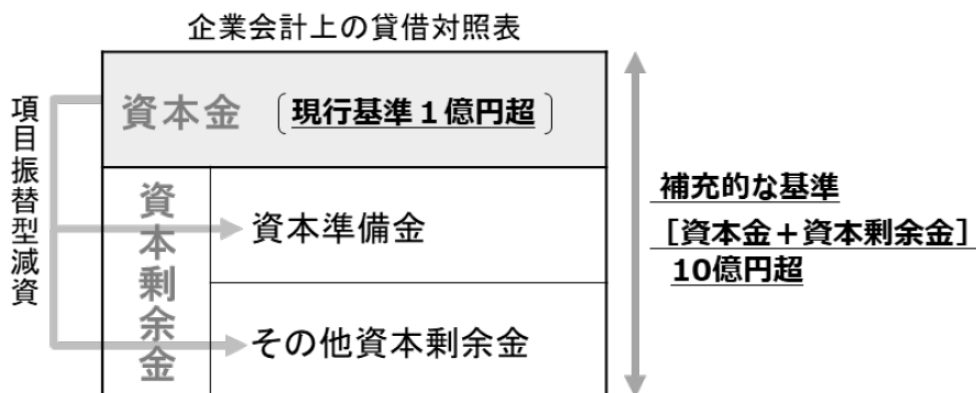 企業会計上の貸借対照表
項目振替型減資
資本金
現行基準１億円超
資本剰余金
資本準備金
その他資本剰余金
補充的な基準
［資本金＋資本剰余金］
10億円超